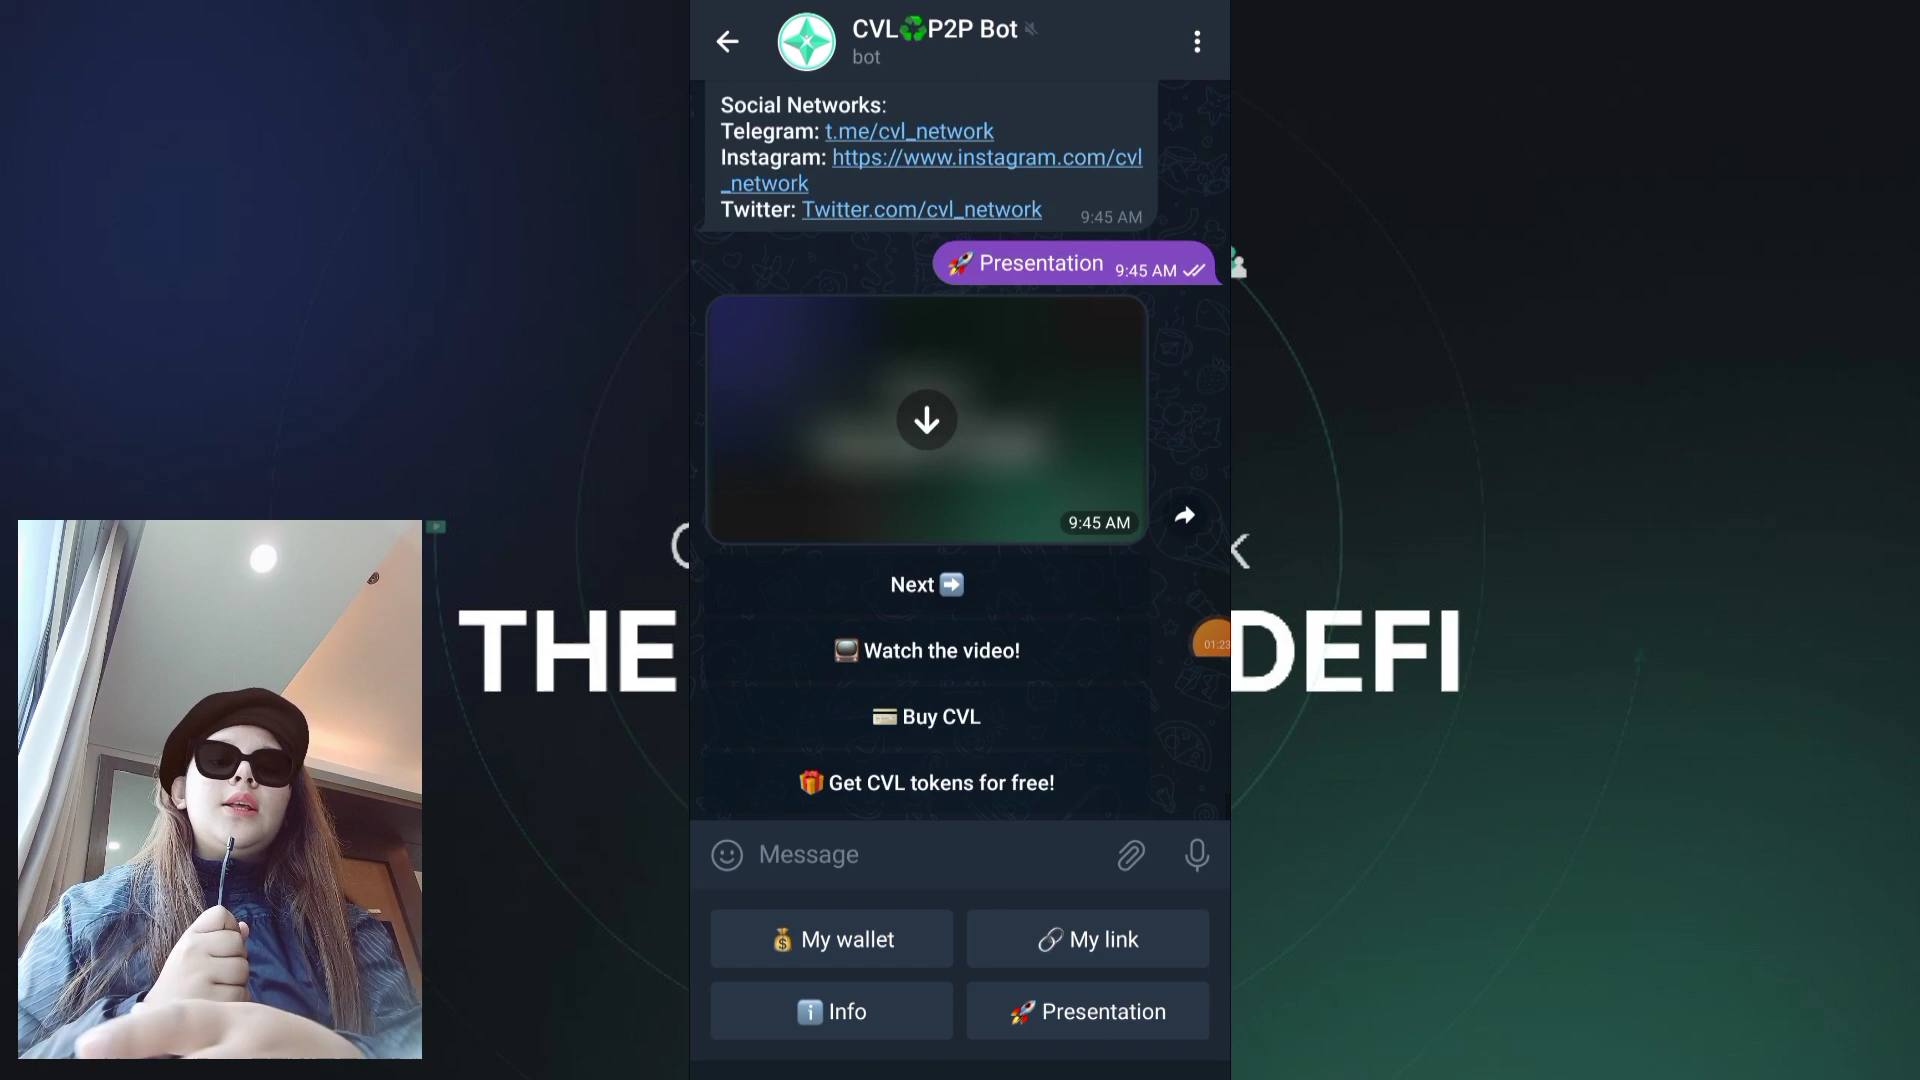 CVL♻️P2P Bot
bot
Social Networks:
Telegram: t.me/cvl_network
Instagram: https://www.instagram.com/cvl
_network
Twitter: Twitter.com/cvl_network
9:45 AM
🚀 Presentation 9:45 AM
9:45 AM
Next ➡️
📺 Watch the video!
💳 Buy CVL
🎁 Get CVL tokens for free!
01:23
THE
DEFI
Message
💰 My wallet
🔗 My link
ℹ️ Info
🚀 Presentation